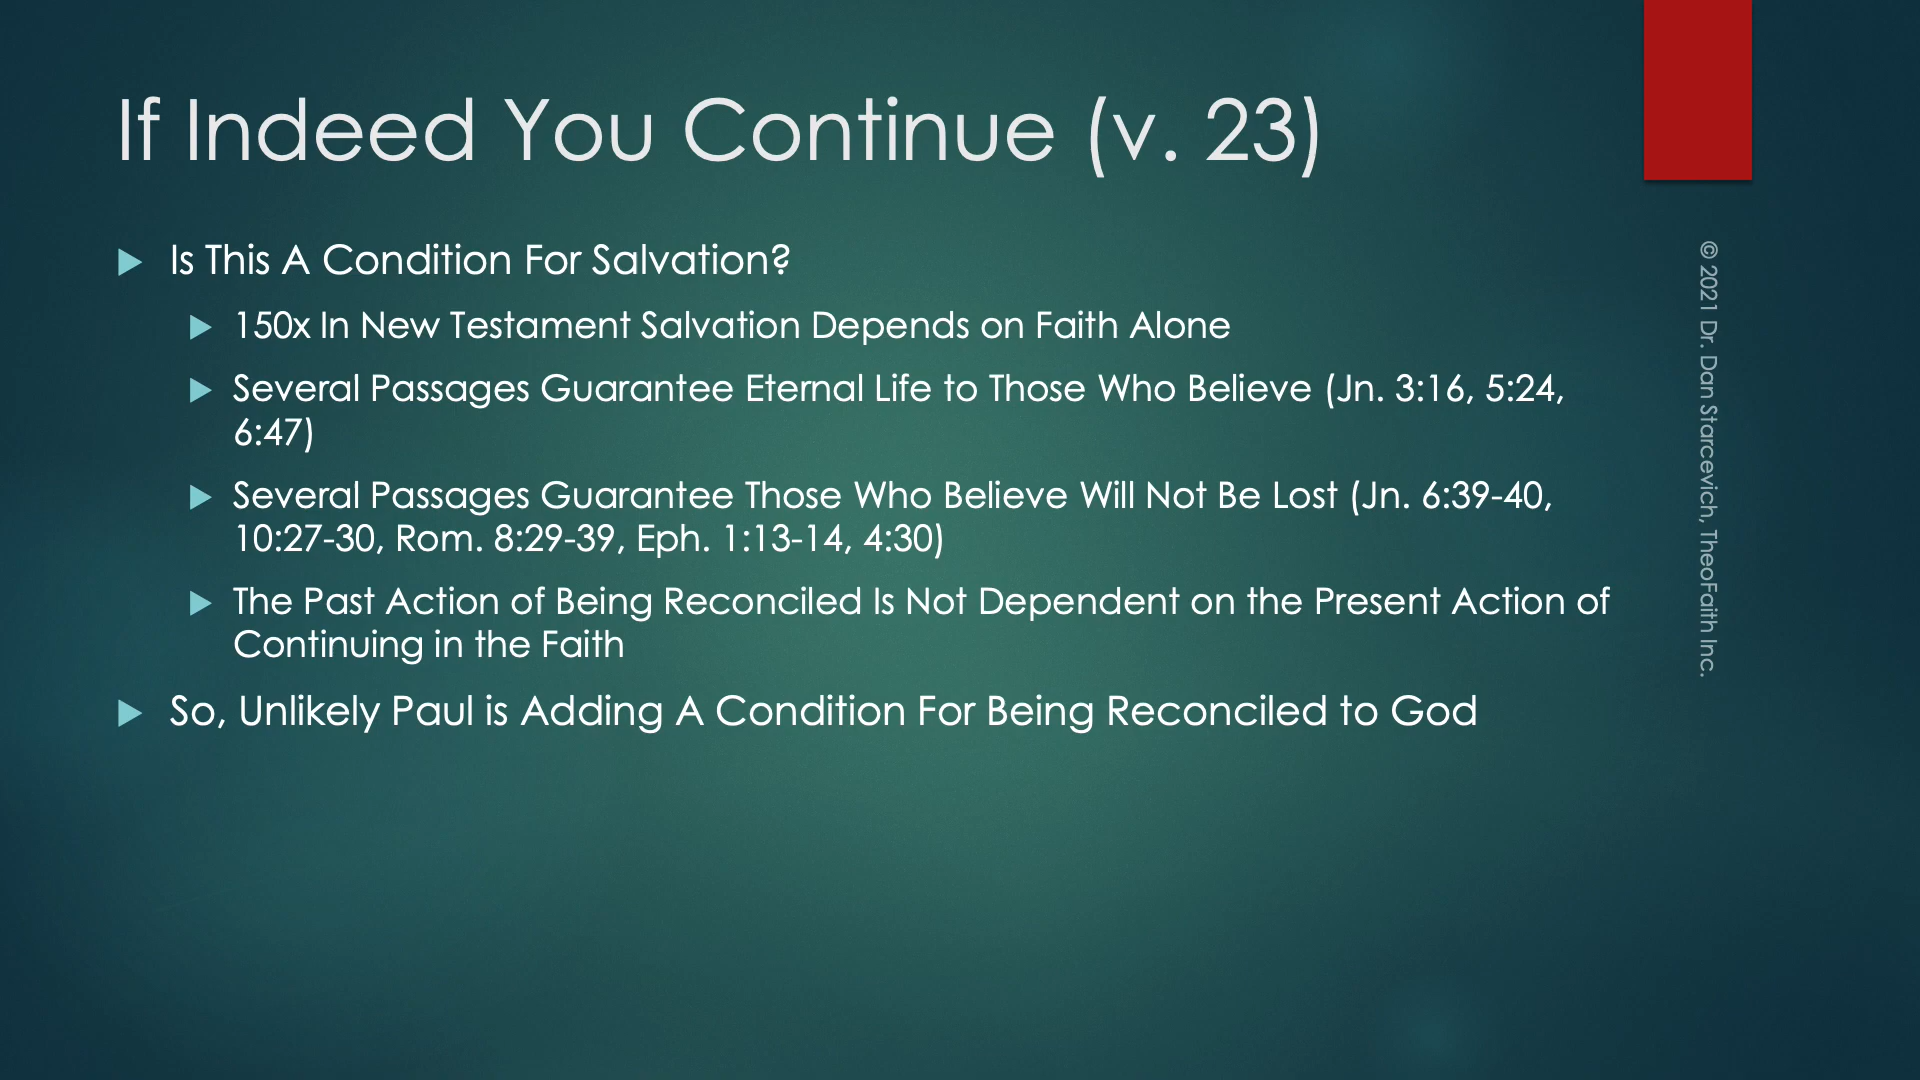 If Indeed You Continue (v. 23)
Is This A Condition For Salvation?
150x In New Testament Salvation Depends on Faith Alone
Several Passages Guarantee Eternal Life to Those Who Believe (Jn. 3:16, 5:24,
6:47)
Several Passages Guarantee Those Who Believe Will Not Be Lost (Jn. 6:39-40,
10:27-30, Rom. 8:29-39, Eph. 1:13-14, 4:30)
The Past Action of Being Reconciled Is Not Dependent on the Present Action of
Continuing in the Faith
So, Unlikely Paul is Adding A Condition For Being Reconciled to God
© 2021 Dr. Dan Starcevich, TheoFaith Inc.